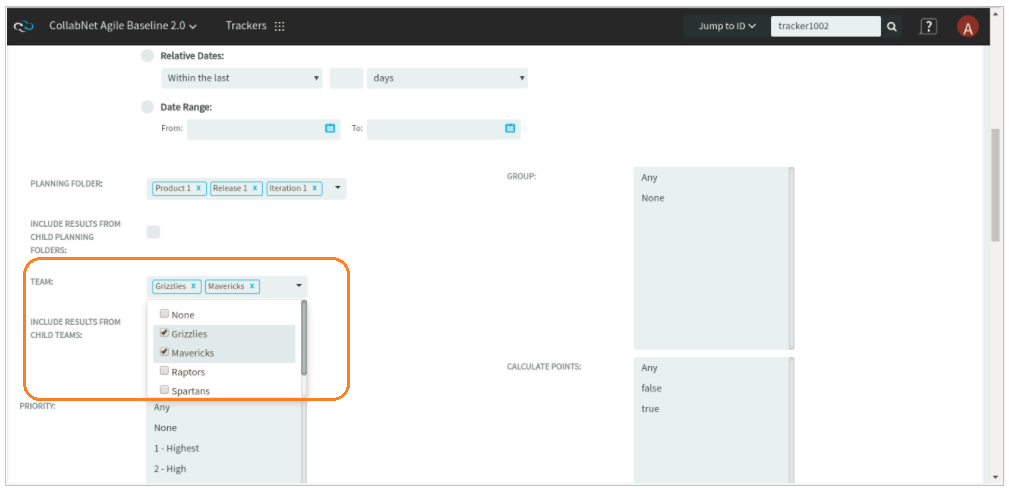 CollabNet Agile Baseline 2.0 Trackers Jump to ID tracker1002 ? A
Relative Dates:
Within the last days
Date Range:
From: To:
PLANNING FOLDER: Product 1 x Release 1 x Iteration 1 x
INCLUDE RESULTS FROM
CHILD PLANNING
FOLDERS:
TEAM: Grizzlies x Mavericks x
None
Grizzlies
Mavericks
Raptors
Spartans
INCLUDE RESULTS FROM
CHILD TEAMS:
PRIORITY:
Any
None
1 - Highest
2 - High
GROUP:
Any
None
CALCULATE POINTS:
Any
false
true